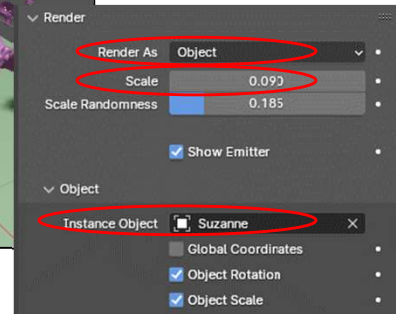 Render
Render As Object
Scale 0.090
Scale Randomness 0.185
Show Emitter
Object
Instance Object Suzanne
Global Coordinates
Object Rotation
Object Scale